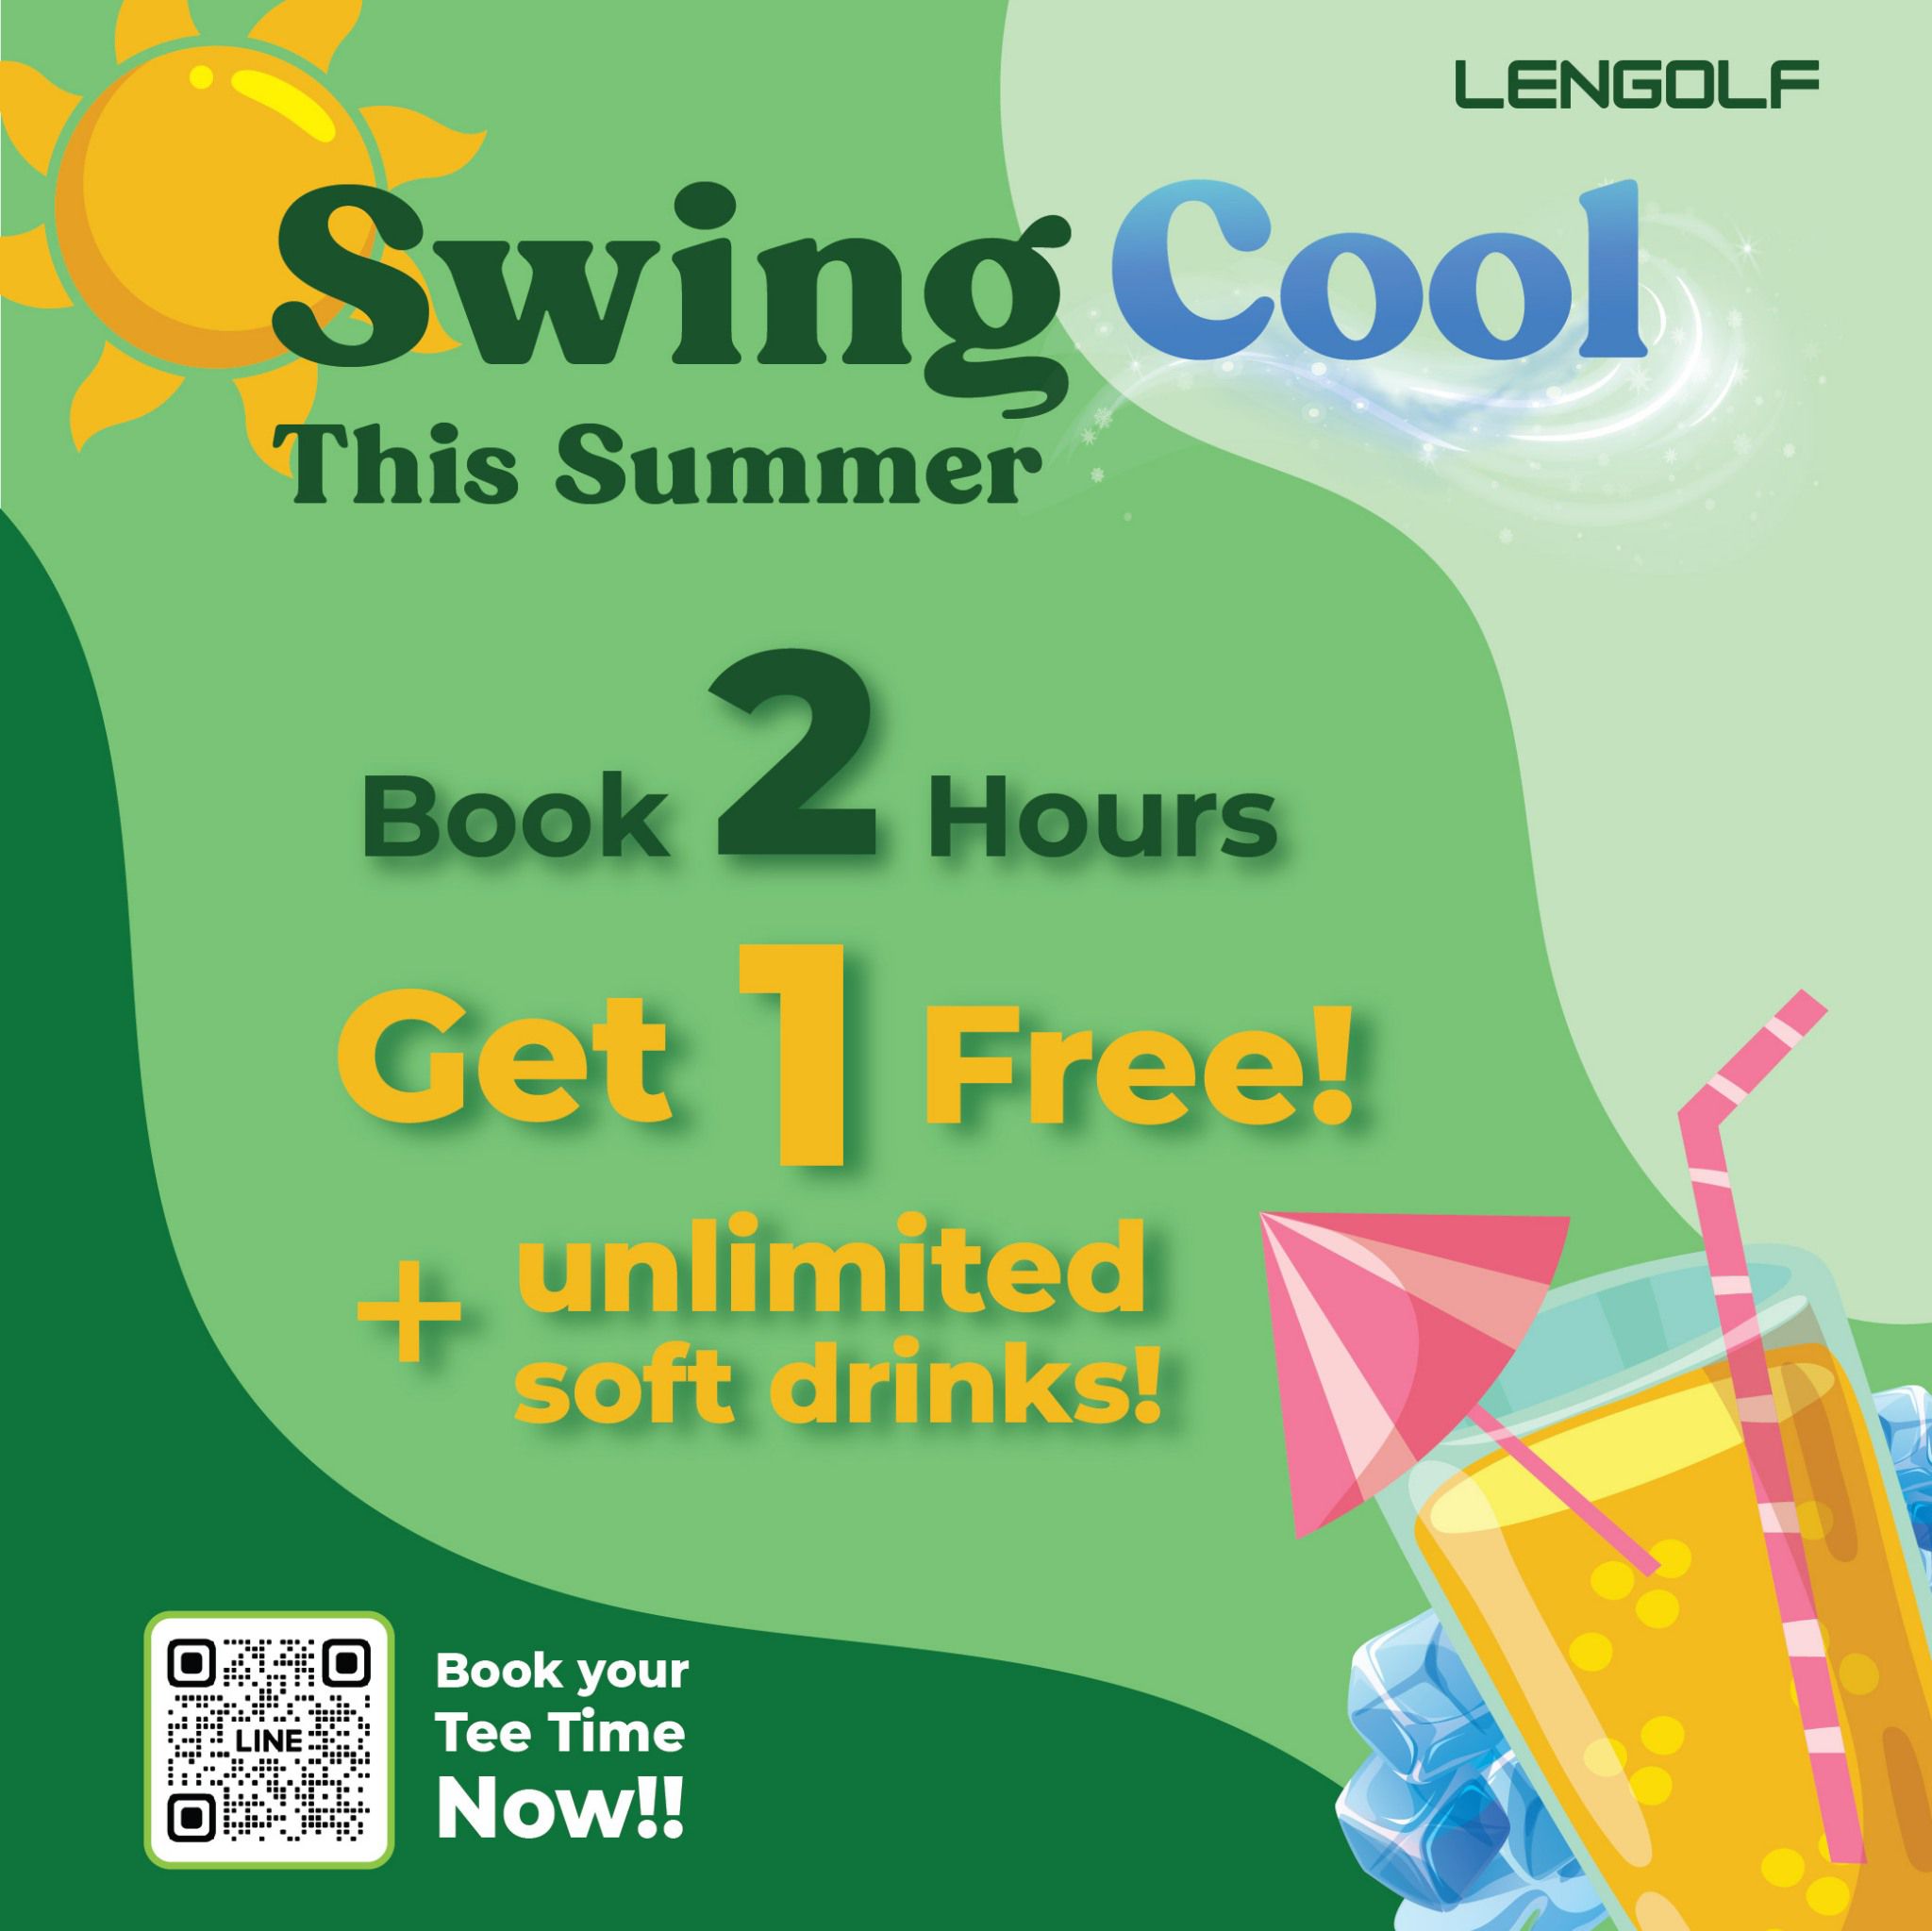 LENGOLF
Swing Cool
This Summer
Book 2 Hours
Get 1 Free!
+ unlimited
soft drinks!
LINE
Book your
Tee Time
Now!!